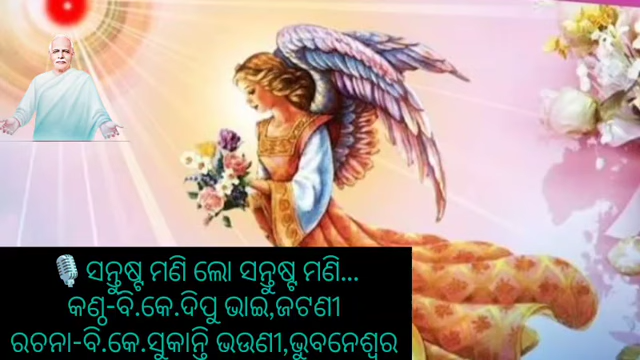 🎙️ସନ୍ତୁଷ୍ଟ ମଣି ଲୋ ସନ୍ତୁଷ୍ଟ ମଣି...
କଣ୍ଠ-ବି.କେ.ଦିପୁ ଭାଇ,ଜଟଣୀ
ରଚନା-ବି.କେ.ସୁକାନ୍ତି ଭଉଣୀ,ଭୁବନେଶ୍ୱର